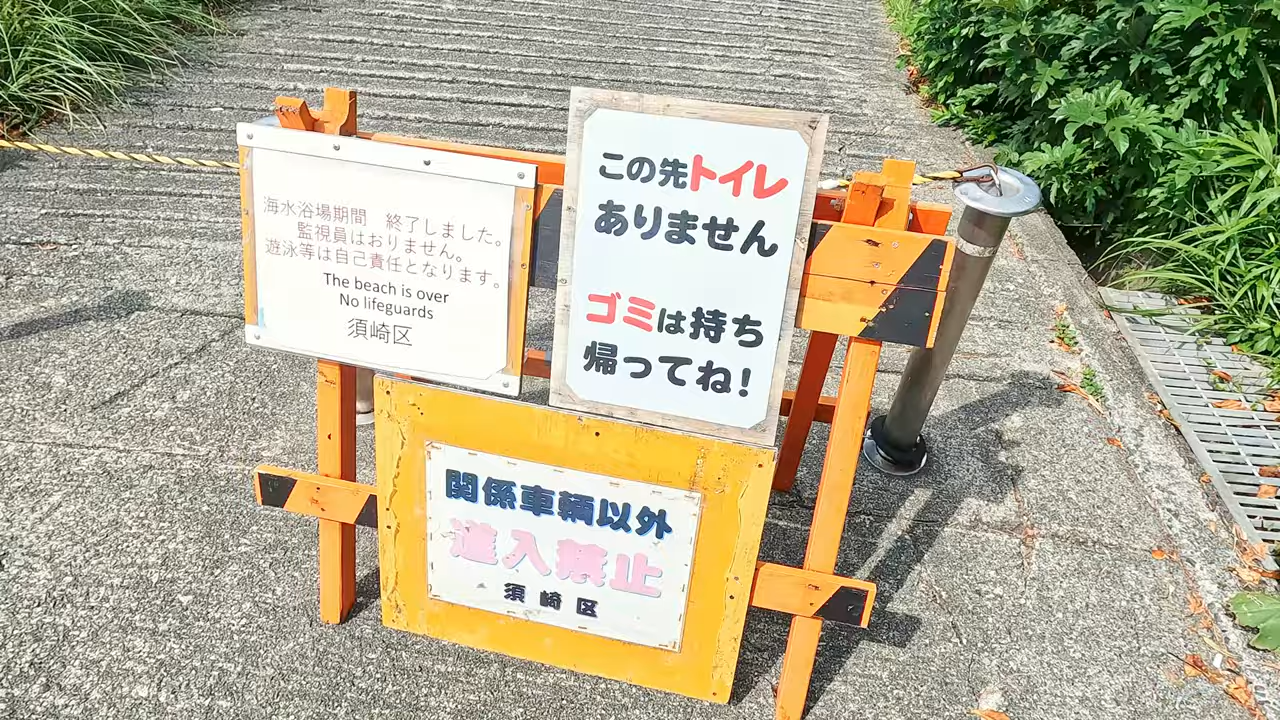 海水浴場期間　終了しました。
監視員はおりません。
遊泳等は自己責任となります。
The beach is over
No lifeguards
須崎区
この先トイレ
ありません
ゴミは持ち
帰ってね!
関係車輌以外
進入禁止
須崎区